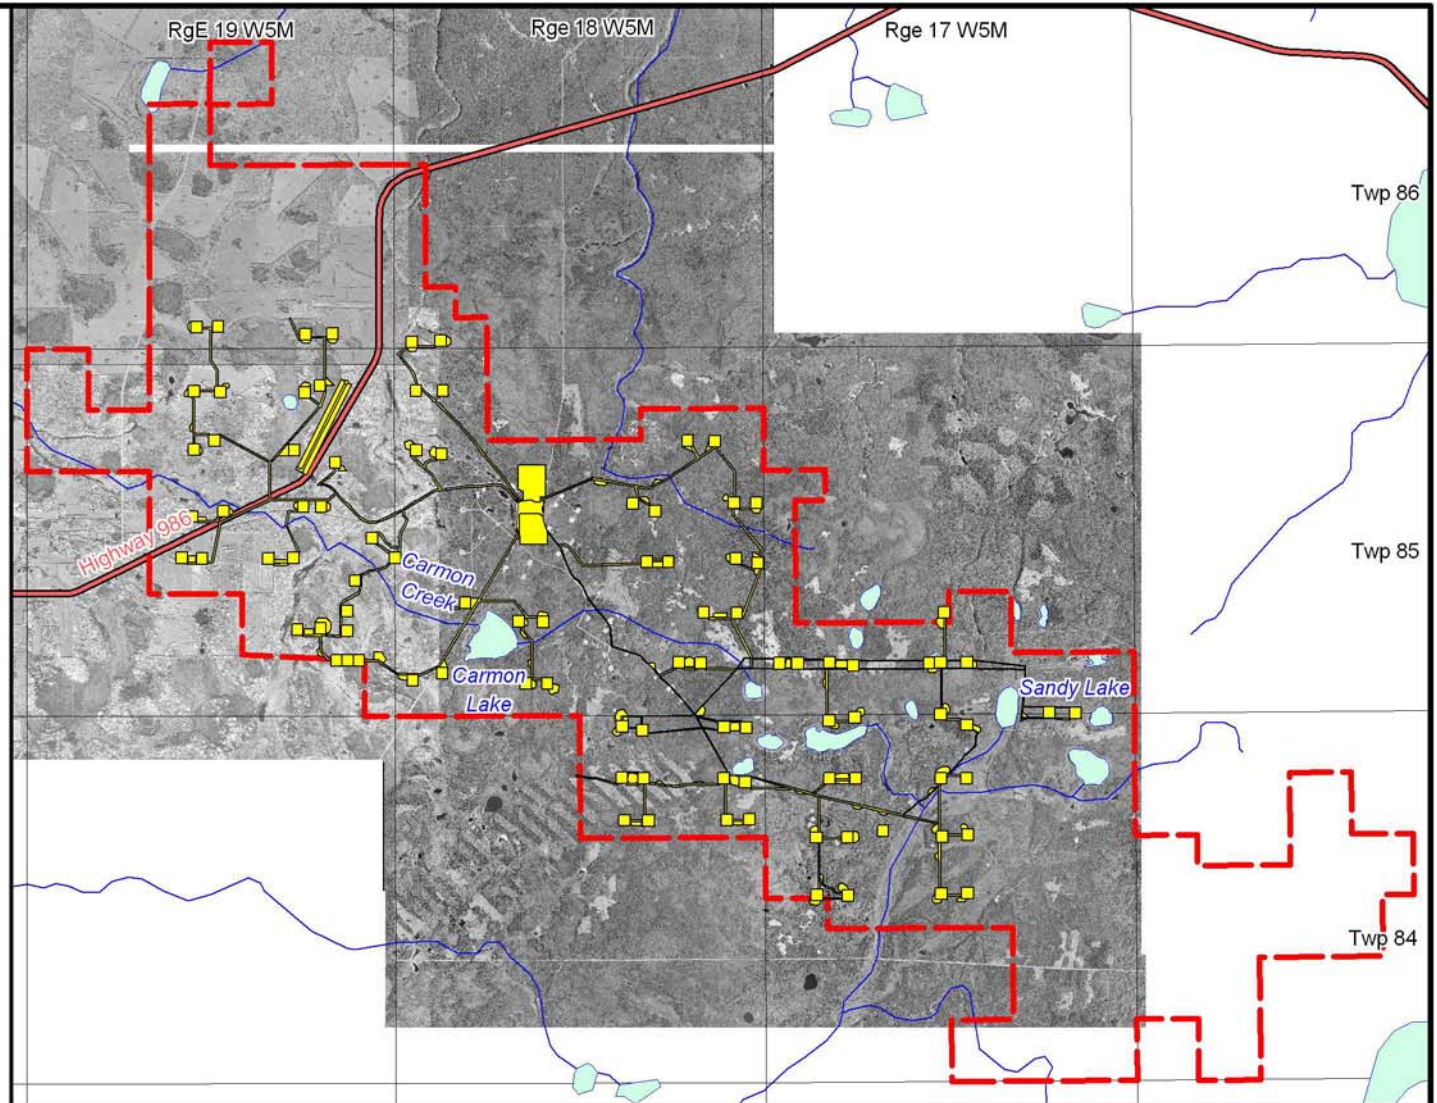 RgE 19 W5M
Rge 18 W5M
Rge 17 W5M
Twp 86
Highway 986
Twp 85
Carmon
Creek
Carmon
Lake
Sandy Lake
Twp 84